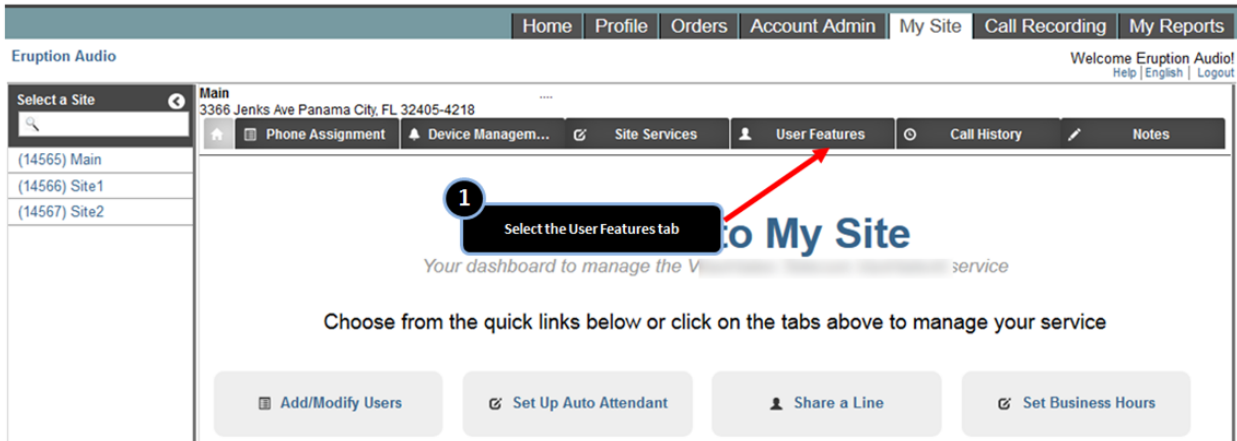 Home Profile Orders Account Admin My Site Call Recording My Reports
Eruption Audio
Welcome Eruption Audio!
Help | English | Logout
Select a Site
Main
....
3366 Jenks Ave Panama City, FL 32405-4218
Phone Assignment Device Managem... Site Services User Features Call History Notes
(14565) Main
(14566) Site1
(14567) Site2
1
Select the User Features tab
to My Site
Your dashboard to manage the service
Choose from the quick links below or click on the tabs above to manage your service
Add/Modify Users Set Up Auto Attendant Share a Line Set Business Hours